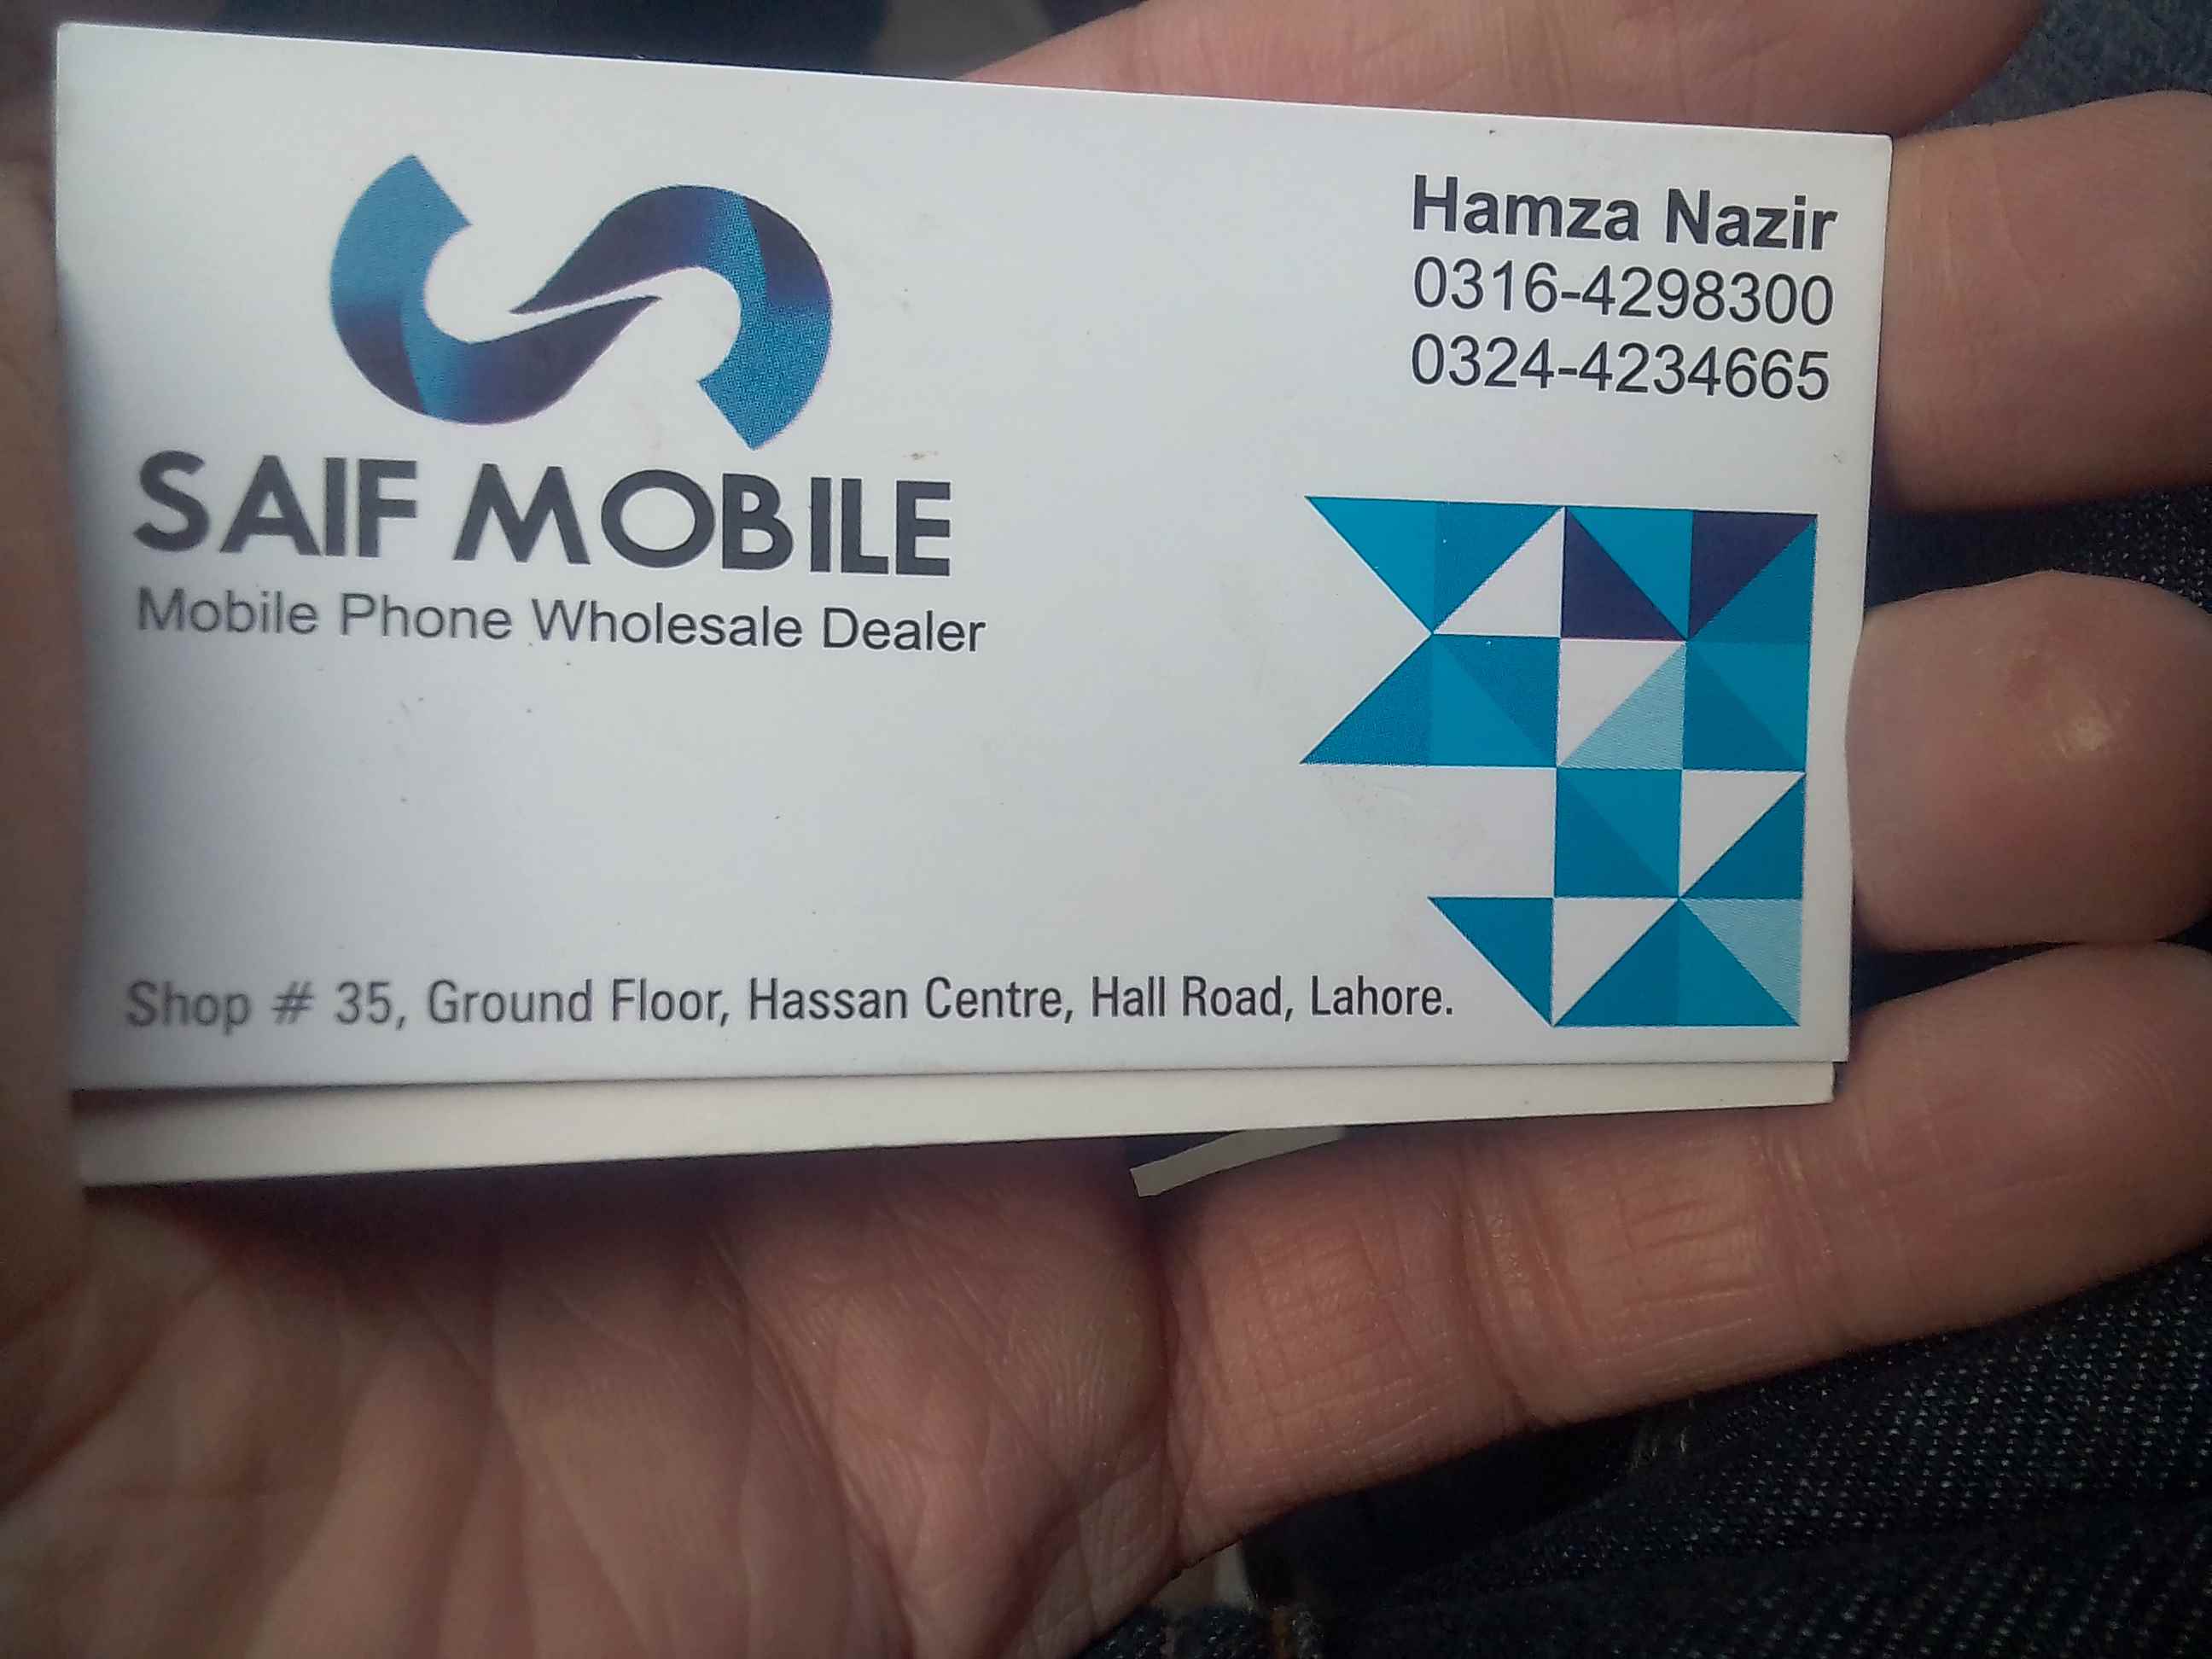 Hamza Nazir
0316-4298300
0324-4234665
SAIF MOBILE
Mobile Phone Wholesale Dealer
Shop # 35, Ground Floor, Hassan Centre, Hall Road, Lahore.